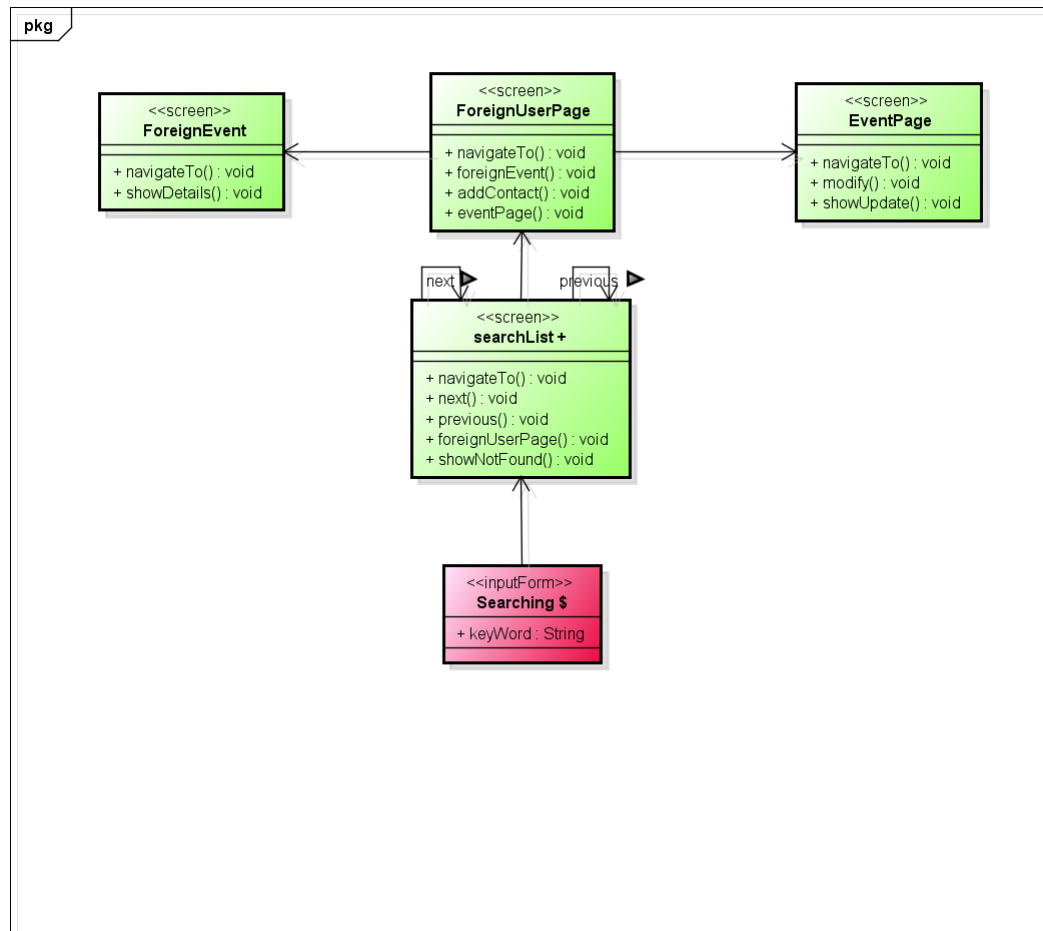 pkg
<<screen>>
ForeignEvent
+ navigateTo() : void
+ showDetails() : void
<<screen>>
ForeignUserPage
+ navigateTo() : void
+ foreignEvent() : void
+ addContact() : void
+ eventPage() : void
<<screen>>
EventPage
+ navigateTo() : void
+ modify() : void
+ showUpdate() : void
next
previous
<<screen>>
searchList +
+ navigateTo() : void
+ next() : void
+ previous() : void
+ foreignUserPage() : void
+ showNotFound() : void
<<inputForm>>
Searching $
+ keyWord : String